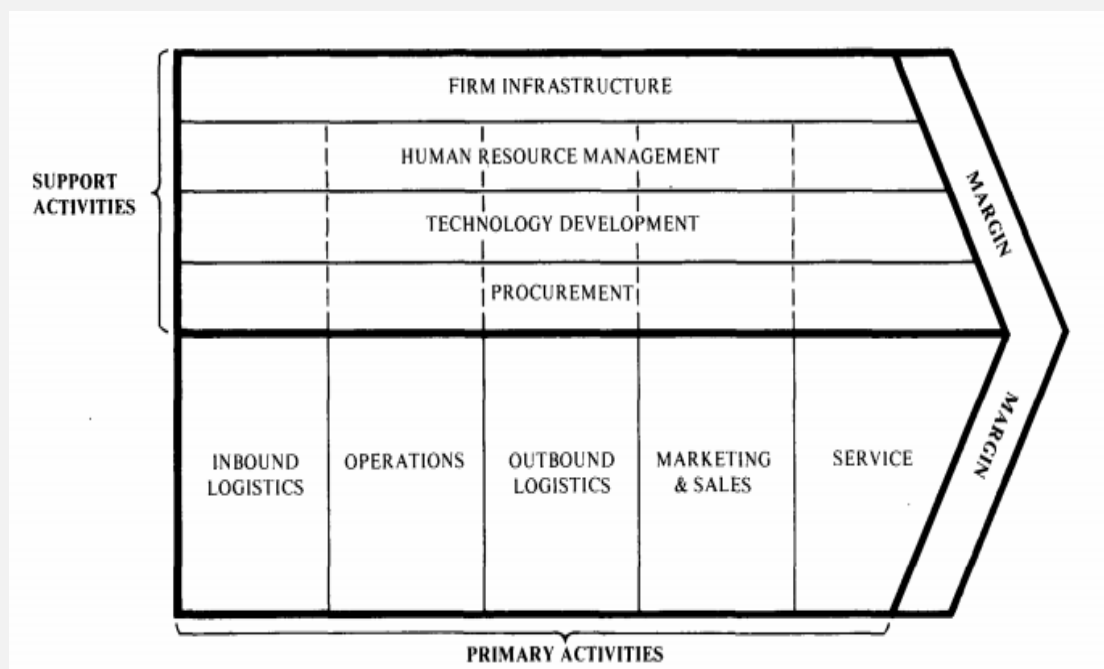 FIRM INFRASTRUCTURE
HUMAN RESOURCE MANAGEMENT
SUPPORT
ACTIVITIES
TECHNOLOGY DEVELOPMENT
PROCUREMENT
MARGIN
MARGIN
INBOUND
LOGISTICS
OPERATIONS
OUTBOUND
LOGISTICS
MARKETING
& SALES
SERVICE
PRIMARY ACTIVITIES